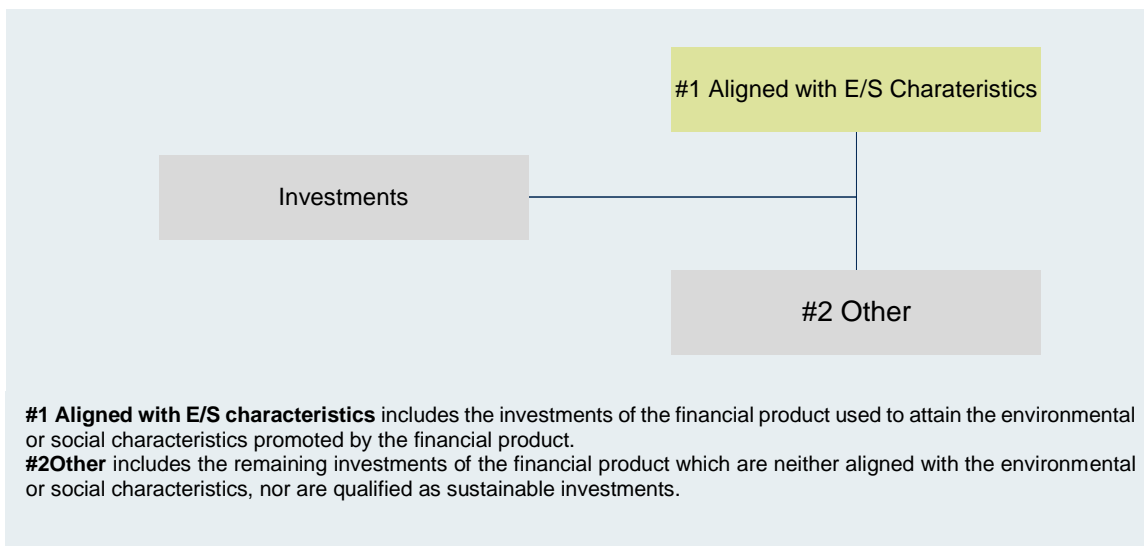 #1 Aligned with E/S Charateristics
Investments
#2 Other
#1 Aligned with E/S characteristics includes the investments of the financial product used to attain the environmental
or social characteristics promoted by the financial product.
#2Other includes the remaining investments of the financial product which are neither aligned with the environmental
or social characteristics, nor are qualified as sustainable investments.